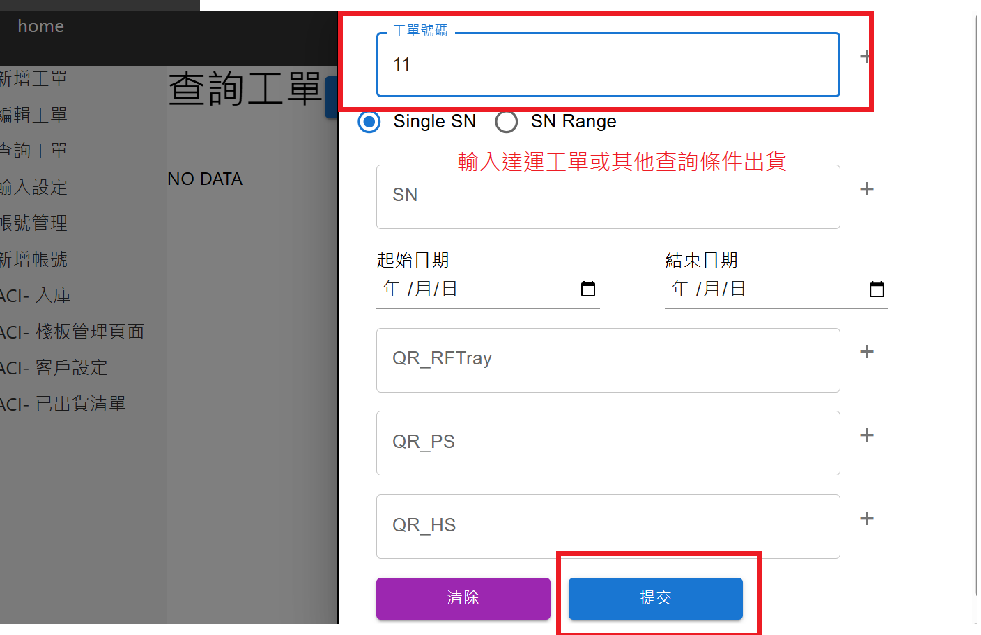 home
新增工單
編輯工單
查詢工單
輸入設定
帳號管理
新增帳號
ACI- 入庫
ACI- 棧板管理頁面
ACI- 客戶設定
ACI- 已出貨清單
查詢工單
NO DATA
工單號碼
11
+
Single SN
SN Range
輸入達運工單或其他查詢條件出貨
SN
+
起始日期
結束日期
年 /月/日
年 /月/日
QR_RFTray
+
QR_PS
+
QR_HS
+
清除
提交